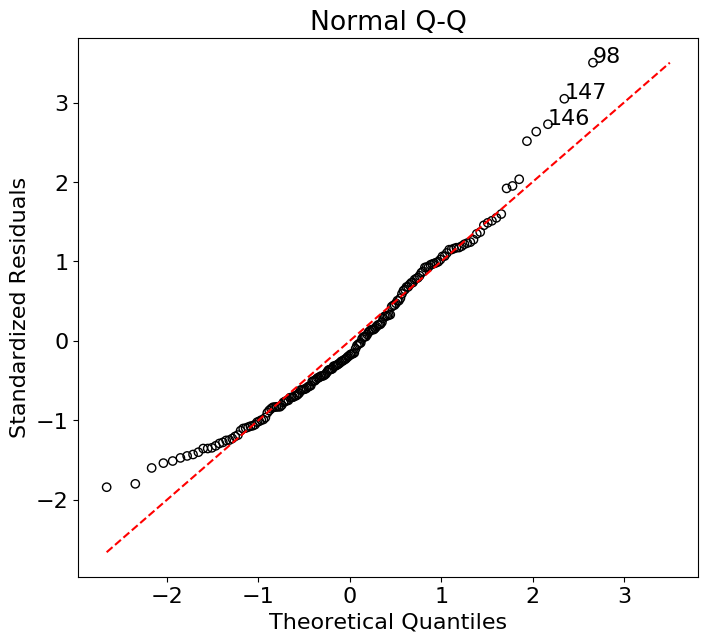 Normal Q-Q
98
147
146
3
2
1
0
−1
−2
Standardized Residuals
−2 −1 0 1 2 3
Theoretical Quantiles